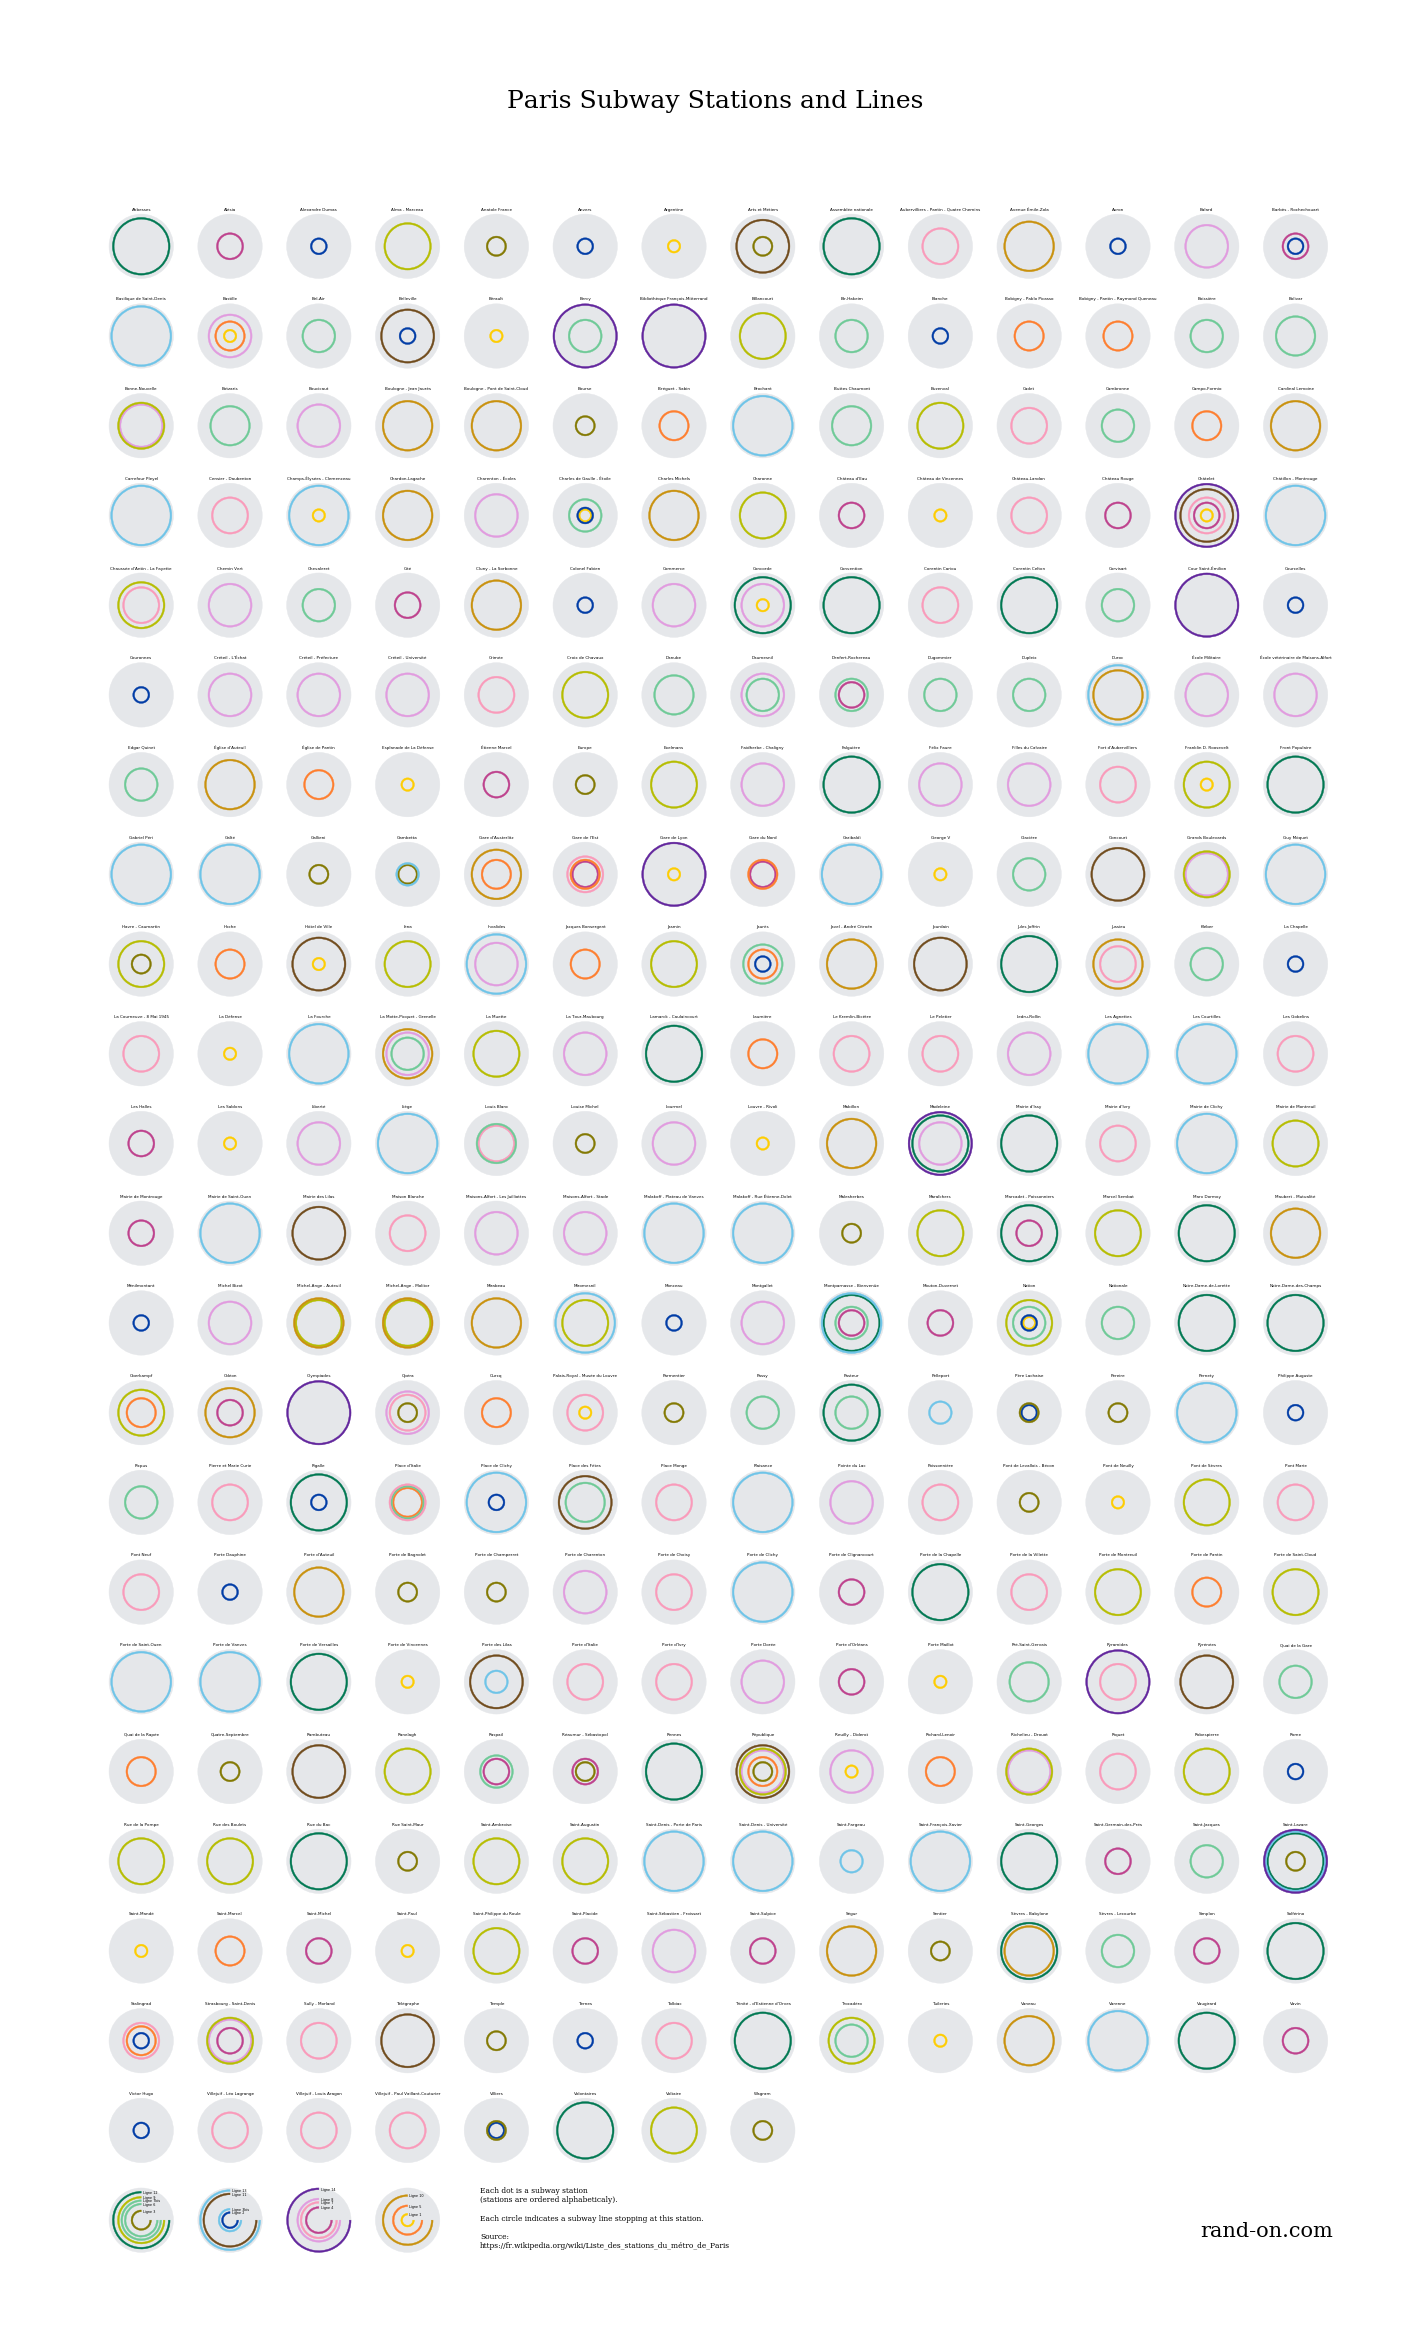 Paris Subway Stations and Lines
Abbesses Alésia Alexandre Dumas Alma - Marceau Anatole France Anvers Argentine Arts et Métiers Assemblée nationale Aubervilliers - Pantin - Quatre Chemins Avenue Émile-Zola Avron Balard Barbès - Rochechouart
Basilique de Saint-Denis Bastille Bel-Air Belleville Bérault Bercy Bibliothèque François-Mitterrand Billancourt Bir-Hakeim Blanche Bobigny - Pablo Picasso Bobigny - Pantin - Raymond Queneau Boissière Bolivar
Bonne-Nouvelle Botzaris Boucicaut Boulogne - Jean Jaurès Boulogne - Pont de Saint-Cloud Bourse Bréguet - Sabin Brochant Buttes Chaumont Buzenval Cadet Cambronne Campo-Formio Cardinal Lemoine
Carrefour Pleyel Censier - Daubenton Champs-Élysées - Clemenceau Chardon-Lagache Charenton - Écoles Charles de Gaulle - Étoile Charles Michels Charonne Château d'Eau Château de Vincennes Château-Landon Château Rouge Châtelet Châtillon - Montrouge
Chaussée d'Antin - La Fayette Chemin Vert Chevaleret Cité Cluny - La Sorbonne Colonel Fabien Commerce Concorde Convention Corentin Cariou Corentin Celton Corvisart Cour Saint-Émilion Courcelles
Couronnes Créteil - L'Échat Créteil - Préfecture Créteil - Université Crimée Croix de Chavaux Danube Daumesnil Denfert-Rochereau Dugommier Dupleix Duroc École Militaire École vétérinaire de Maisons-Alfort
Edgar Quinet Église d'Auteuil Église de Pantin Esplanade de La Défense Étienne Marcel Europe Exelmans Faidherbe - Chaligny Falguière Félix Faure Filles du Calvaire Fort d'Aubervilliers Franklin D. Roosevelt Front Populaire
Gabriel Péri Gaîté Gallieni Gambetta Gare d'Austerlitz Gare de l'Est Gare de Lyon Gare du Nord Garibaldi George V Glacière Goncourt Grands Boulevards Guy Môquet
Havre - Caumartin Hoche Hôtel de Ville Iéna Invalides Jacques Bonsergent Jasmin Jaurès Javel - André Citroën Jourdain Jules Joffrin Jussieu Kléber La Chapelle
La Courneuve - 8 Mai 1945 La Défense La Fourche La Motte-Picquet - Grenelle La Muette La Tour-Maubourg Lamarck - Caulaincourt Laumière Le Kremlin-Bicêtre Le Peletier Ledru-Rollin Les Agnettes Les Courtilles Les Gobelins
Les Halles Les Sablons Liberté Liège Louis Blanc Louise Michel Lourmel Louvre - Rivoli Mabillon Madeleine Mairie d'Issy Mairie d'Ivry Mairie de Clichy Mairie de Montreuil
Mairie de Montrouge Mairie de Saint-Ouen Mairie des Lilas Maison Blanche Maisons-Alfort - Les Juilliottes Maisons-Alfort - Stade Malakoff - Plateau de Vanves Malakoff - Rue Étienne-Dolet Malesherbes Maraîchers Marcadet - Poissonniers Marcel Sembat Marx Dormoy Maubert - Mutualité
Ménilmontant Michel Bizot Michel-Ange - Auteuil Michel-Ange - Molitor Mirabeau Miromesnil Monceau Montgallet Montparnasse - Bienvenüe Mouton-Duvernet Nation Nationale Notre-Dame-de-Lorette Notre-Dame-des-Champs
Oberkampf Odéon Olympiades Opéra Ourcq Palais-Royal - Musée du Louvre Parmentier Passy Pasteur Pelleport Père Lachaise Pereire Pernety Philippe Auguste
Picpus Pierre et Marie Curie Pigalle Place d'Italie Place de Clichy Place des Fêtes Place Monge Plaisance Pointe du Lac Poissonnière Pont de Levallois - Bécon Pont de Neuilly Pont de Sèvres Pont Marie
Pont Neuf Porte Dauphine Porte d'Auteuil Porte de Bagnolet Porte de Champerret Porte de Charenton Porte de Choisy Porte de Clichy Porte de Clignancourt Porte de la Chapelle Porte de la Villette Porte de Montreuil Porte de Pantin Porte de Saint-Cloud
Porte de Saint-Ouen Porte de Vanves Porte de Versailles Porte de Vincennes Porte des Lilas Porte d'Italie Porte d'Ivry Porte Dorée Porte d'Orléans Porte Maillot Pré-Saint-Gervais Pyramides Pyrénées Quai de la Gare
Quai de la Rapée Quatre-Septembre Rambuteau Ranelagh Raspail Réaumur - Sébastopol Rennes République Reuilly - Diderot Richard-Lenoir Richelieu - Drouot Riquet Robespierre Rome
Rue de la Pompe Rue des Boulets Rue du Bac Rue Saint-Maur Saint-Ambroise Saint-Augustin Saint-Denis - Porte de Paris Saint-Denis - Université Saint-Fargeau Saint-François-Xavier Saint-Georges Saint-Germain-des-Prés Saint-Jacques Saint-Lazare
Saint-Mandé Saint-Marcel Saint-Michel Saint-Paul Saint-Philippe du Roule Saint-Placide Saint-Sébastien - Froissart Saint-Sulpice Ségur Sentier Sèvres - Babylone Sèvres - Lecourbe Simplon Solférino
Stalingrad Strasbourg - Saint-Denis Sully - Morland Télégraphe Temple Ternes Tolbiac Trinité - d'Estienne d'Orves Trocadéro Tuileries Vaneau Varenne Vaugirard Vavin
Victor Hugo Villejuif - Léo Lagrange Villejuif - Louis Aragon Villejuif - Paul Vaillant-Couturier Villiers Volontaires Voltaire Wagram
Ligne 12
Ligne 9
Ligne 7bis
Ligne 6
Ligne 3
Ligne 13
Ligne 11
Ligne 3bis
Ligne 2
Ligne 14
Ligne 8
Ligne 7
Ligne 4
Ligne 10
Ligne 5
Ligne 1
Each dot is a subway station
(stations are ordered alphabeticaly).
Each circle indicates a subway line stopping at this station.
Source:
https://fr.wikipedia.org/wiki/Liste_des_stations_du_métro_de_Paris
rand-on.com